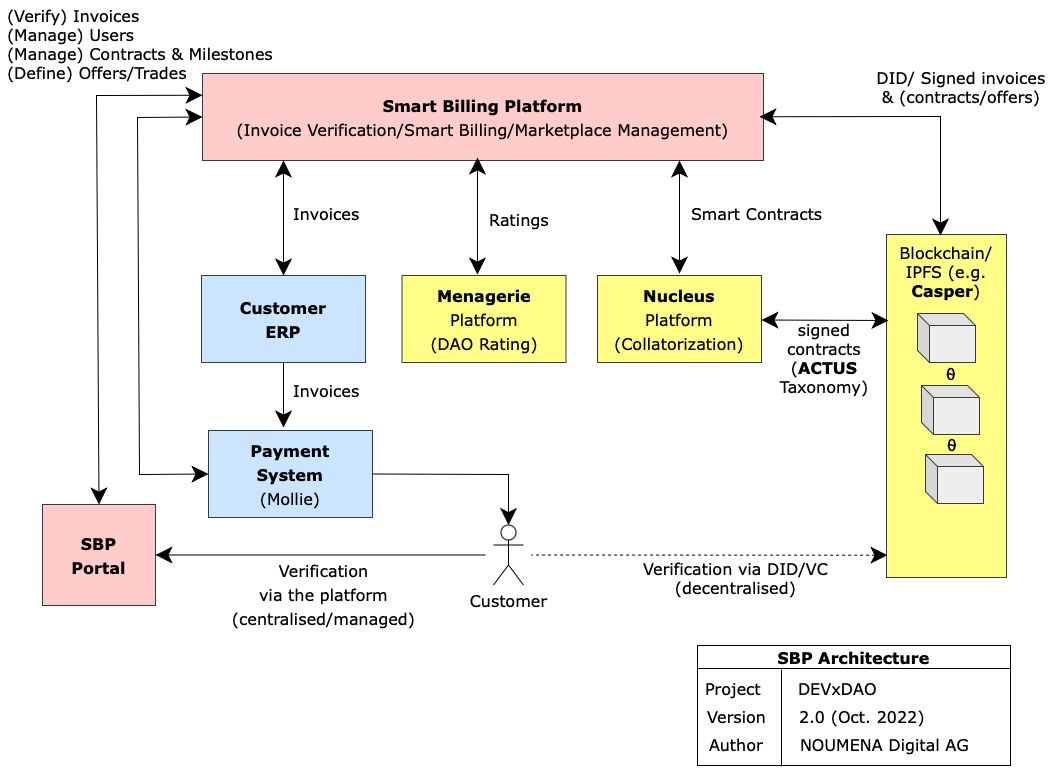 (Verify) Invoices
(Manage) Users
(Manage) Contracts & Milestones
(Define) Offers/Trades
DID/ Signed invoices
& (contracts/offers)
Smart Billing Platform
(Invoice Verification/Smart Billing/Marketplace Management)
Invoices
Ratings
Smart Contracts
Customer
ERP
Menagerie
Platform
(DAO Rating)
Nucleus
Platform
(Collatorization)
Blockchain/
IPFS (e.g.
Casper)
θ
θ
signed
contracts
(ACTUS
Taxonomy)
Invoices
Payment
System
(Mollie)
SBP
Portal
Verification
via the platform
(centralised/managed)
Customer
Verification via DID/VC
(decentralised)
SBP Architecture
Project DEVxDAO
Version 2.0 (Oct. 2022)
Author NOUMENA Digital AG